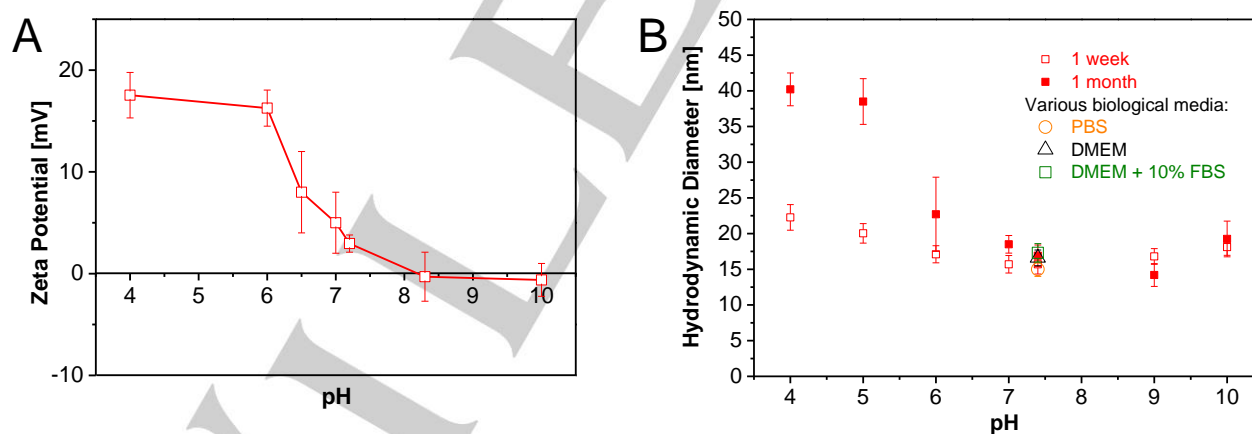 A
20
10
0
-10
4
5
6
7
8
9
10
Zeta Potential [mV]
pH
B
50
45
40
35
30
25
20
15
10
5
0
4
5
6
7
8
9
10
Hydrodynamic Diameter [nm]
pH
1 week
1 month
Various biological media:
PBS
DMEM
DMEM + 10% FBS